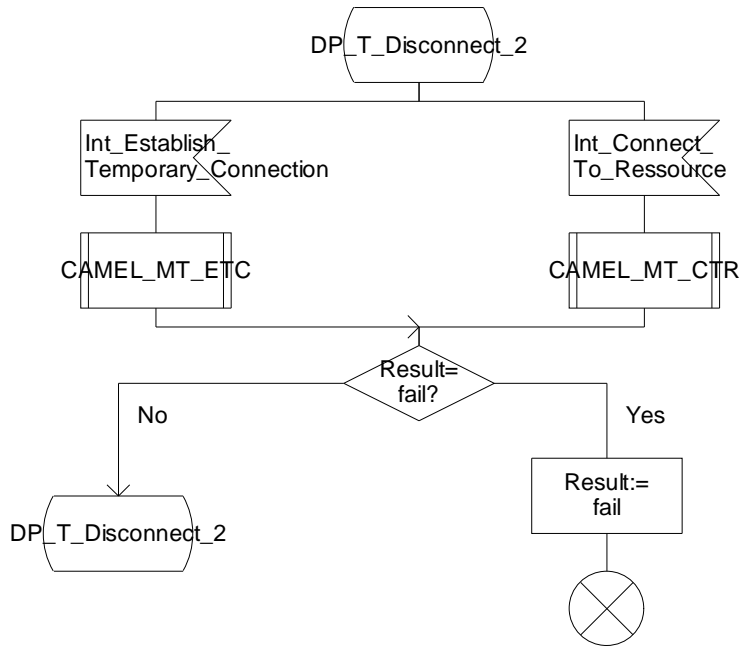 DP_T_Disconnect_2
Int_Establish_
Temporary_Connection
Int_Connect_
To_Ressource
CAMEL_MT_ETC
CAMEL_MT_CTR
Result=
fail?
No
Yes
DP_T_Disconnect_2
Result:=
fail